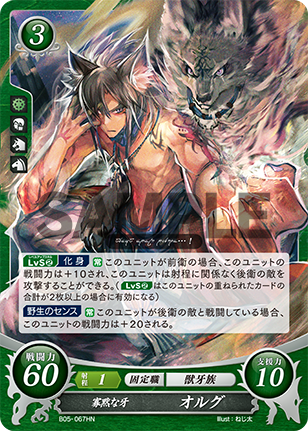 3
SAMPLE
LvS② 化身 常 このユニットが前衛の場合、このユニットの
戦闘力は+10され、このユニットは射程に関係なく後衛の敵を
攻撃することができる。(LvS②はこのユニットの重ねられたカードの
合計が2枚以上の場合に有効になる)
野生のセンス 常 このユニットが後衛の敵と戦闘している場合、
このユニットの戦闘力は+20される。
戦闘力
60
射程 1 固定職 獣牙族
支援力
10
寡黙な牙 オルグ
B05-067HN
Illust:ねじ太